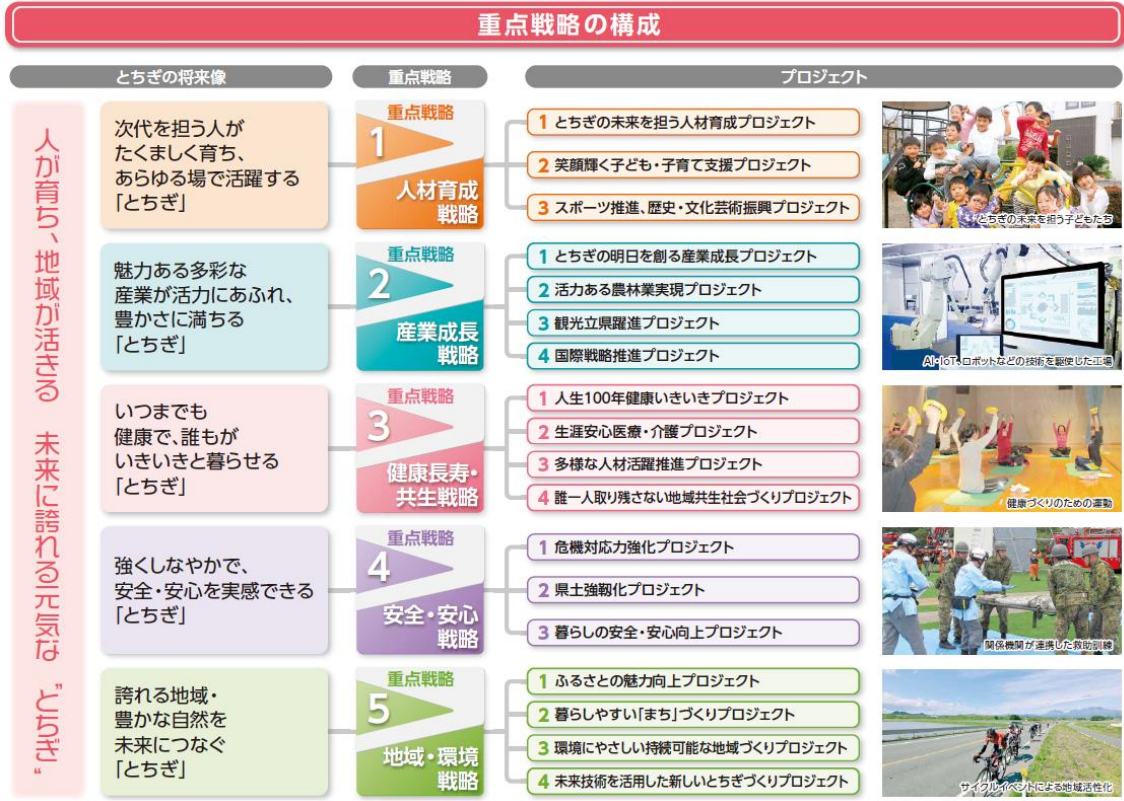 重点戦略の構成
とちぎの将来像
重点戦略
プロジェクト
人が育ち、地域が活きる 未来に誇れる元気な“とちぎ”
次代を担う人が
たくましく育ち、
あらゆる場で活躍する
「とちぎ」
重点戦略
1
人材育成
戦略
1 とちぎの未来を担う人材育成プロジェクト
2 笑顔輝く子ども・子育て支援プロジェクト
3 スポーツ推進、歴史・文化芸術振興プロジェクト
とちぎの未来を担う子どもたち
魅力ある多彩な
産業が活力にあふれ、
豊かさに満ちる
「とちぎ」
重点戦略
2
産業成長
戦略
1 とちぎの明日を創る産業成長プロジェクト
2 活力ある農林業実現プロジェクト
3 観光立県躍進プロジェクト
4 国際戦略推進プロジェクト
AI・IoT、ロボットなどの技術を駆使した工場
いつまでも
健康で、誰もが
いきいきと暮らせる
「とちぎ」
重点戦略
3
健康長寿・
共生戦略
1 人生100年健康いきいきプロジェクト
2 生涯安心医療・介護プロジェクト
3 多様な人材活躍推進プロジェクト
4 誰一人取り残さない地域共生社会づくりプロジェクト
健康づくりのための運動
強くしなやかで、
安全・安心を実感できる
「とちぎ」
重点戦略
4
安全・安心
戦略
1 危機対応力強化プロジェクト
2 県土強靱化プロジェクト
3 暮らしの安全・安心向上プロジェクト
関係機関が連携した救助訓練
誇れる地域・
豊かな自然を
未来につなぐ
「とちぎ」
重点戦略
5
地域・環境
戦略
1 ふるさとの魅力向上プロジェクト
2 暮らしやすい「まち」づくりプロジェクト
3 環境にやさしい持続可能な地域づくりプロジェクト
4 未来技術を活用した新しいとちぎづくりプロジェクト
サイクルイベントによる地域活性化